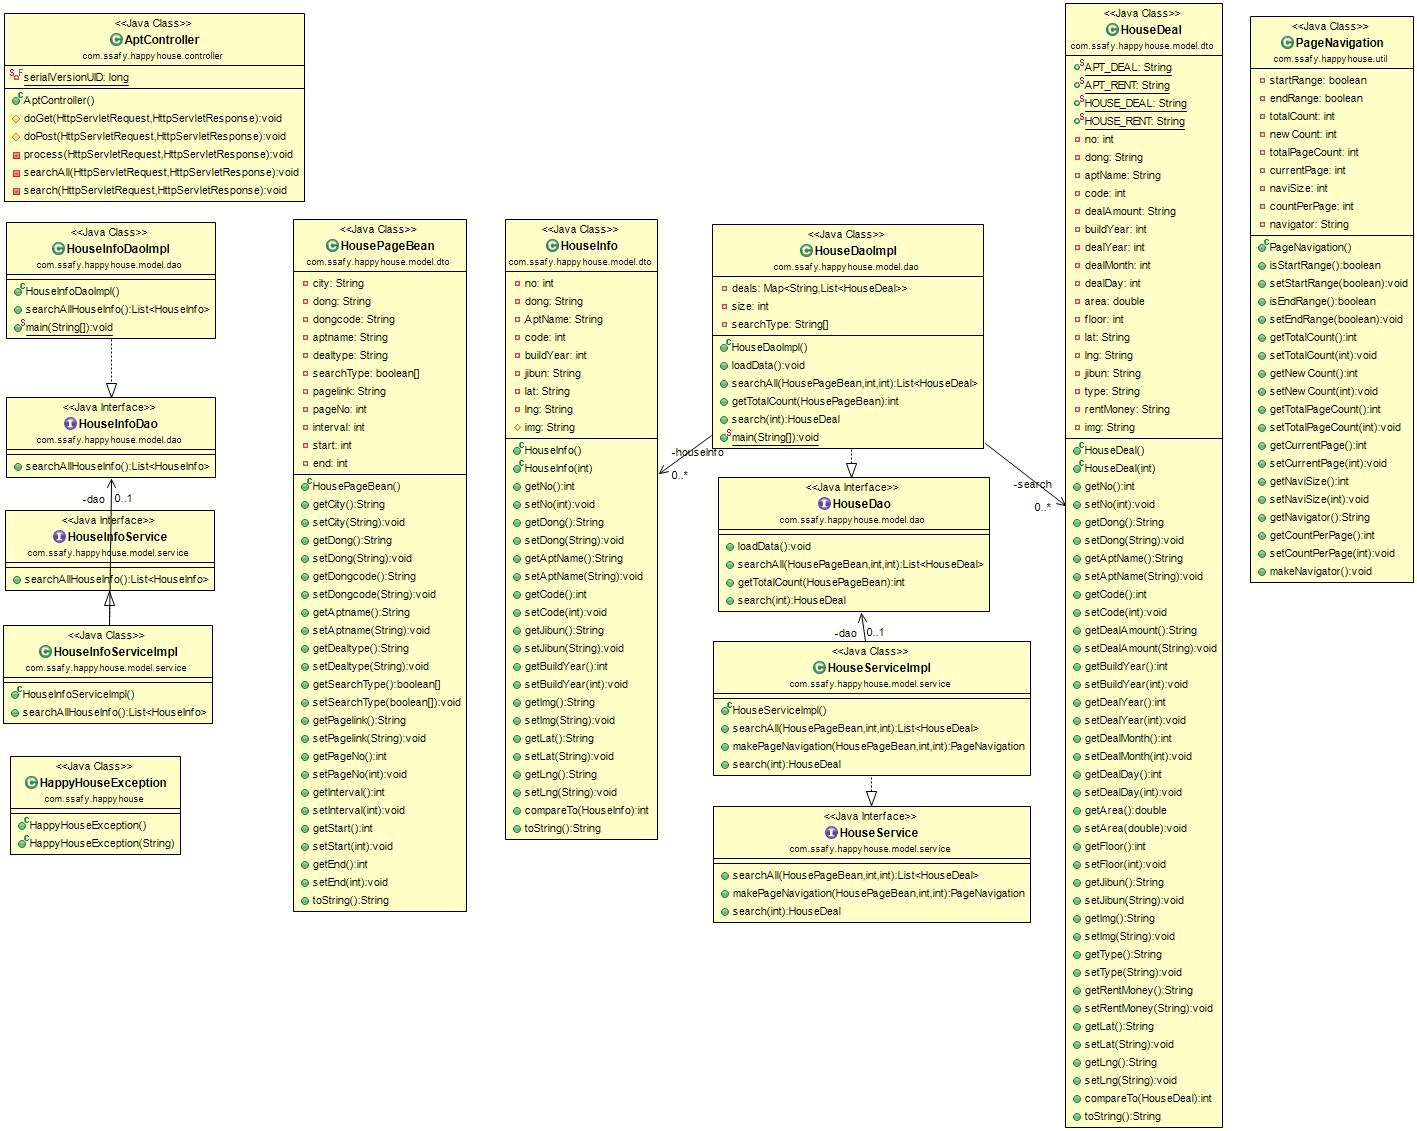 <<Java Class>>
AptController
com.ssafy.happyhouse.controller
serialVersionUID: long
AptController()
doGet(HttpServletRequest,HttpServletResponse):void
doPost(HttpServletRequest,HttpServletResponse):void
process(HttpServletRequest,HttpServletResponse):void
searchAll(HttpServletRequest,HttpServletResponse):void
search(HttpServletRequest,HttpServletResponse):void
<<Java Class>>
HouseInfoDaoImpl
com.ssafy.happyhouse.model.dao
HouseInfoDaoImpl()
searchAllHouseInfo():List<HouseInfo>
main(String[]):void
<<Java Interface>>
HouseInfoDao
com.ssafy.happyhouse.model.dao
searchAllHouseInfo():List<HouseInfo>
-dao 0..1
<<Java Interface>>
HouseInfoService
com.ssafy.happyhouse.model.service
searchAllHouseInfo():List<HouseInfo>
<<Java Class>>
HouseInfoServiceImpl
com.ssafy.happyhouse.model.service
HouseInfoServiceImpl()
searchAllHouseInfo():List<HouseInfo>
<<Java Class>>
HappyHouseException
com.ssafy.happyhouse
HappyHouseException()
HappyHouseException(String)
<<Java Class>>
HousePageBean
com.ssafy.happyhouse.model.dto
city: String
dong: String
dongcode: String
aptname: String
dealtype: String
searchType: boolean[]
pagelink: String
pageNo: int
interval: int
start: int
end: int
HousePageBean()
getCity():String
setCity(String):void
getDong():String
setDong(String):void
getDongcode():String
setDongcode(String):void
getAptname():String
setAptname(String):void
getDealtype():String
setDealtype(String):void
getSearchType():boolean[]
setSearchType(boolean[]):void
getPagelink():String
setPagelink(String):void
getPageNo():int
setPageNo(int):void
getInterval():int
setInterval(int):void
getStart():int
setStart(int):void
getEnd():int
setEnd(int):void
toString():String
<<Java Class>>
HouseInfo
com.ssafy.happyhouse.model.dto
no: int
dong: String
AptName: String
code: int
buildYear: int
jibun: String
lat: String
lng: String
img: String
HouseInfo()
HouseInfo(int)
getNo():int
setNo(int):void
getDong():String
setDong(String):void
getAptName():String
setAptName(String):void
getCode():int
setCode(int):void
getJibun():String
setJibun(String):void
getBuildYear():int
setBuildYear(int):void
getImg():String
setImg(String):void
getLat():String
setLat(String):void
getLng():String
setLng(String):void
compareTo(HouseInfo):int
toString():String
<<Java Class>>
HouseDaoImpl
com.ssafy.happyhouse.model.dao
deals: Map<String,List<HouseDeal>>
size: int
searchType: String[]
HouseDaoImpl()
loadData():void
searchAll(HousePageBean,int,int):List<HouseDeal>
getTotalCount(HousePageBean):int
search(int):HouseDeal
main(String[]):void
-houseInfo
0..*
-search
0..*
<<Java Interface>>
HouseDao
com.ssafy.happyhouse.model.dao
loadData():void
searchAll(HousePageBean,int,int):List<HouseDeal>
getTotalCount(HousePageBean):int
search(int):HouseDeal
-dao 0..1
<<Java Class>>
HouseServiceImpl
com.ssafy.happyhouse.model.service
HouseServiceImpl()
searchAll(HousePageBean,int,int):List<HouseDeal>
makePageNavigation(HousePageBean,int,int):PageNavigation
search(int):HouseDeal
<<Java Interface>>
HouseService
com.ssafy.happyhouse.model.service
searchAll(HousePageBean,int,int):List<HouseDeal>
makePageNavigation(HousePageBean,int,int):PageNavigation
search(int):HouseDeal
<<Java Class>>
HouseDeal
com.ssafy.happyhouse.model.dto
APT_DEAL: String
APT_RENT: String
HOUSE_DEAL: String
HOUSE_RENT: String
no: int
dong: String
aptName: String
code: int
dealAmount: String
buildYear: int
dealYear: int
dealMonth: int
dealDay: int
area: double
floor: int
lat: String
lng: String
jibun: String
type: String
rentMoney: String
img: String
HouseDeal()
HouseDeal(int)
getNo():int
setNo(int):void
getDong():String
setDong(String):void
getAptName():String
setAptName(String):void
getCode():int
setCode(int):void
getDealAmount():String
setDealAmount(String):void
getBuildYear():int
setBuildYear(int):void
getDealYear():int
setDealYear(int):void
getDealMonth():int
setDealMonth(int):void
getDealDay():int
setDealDay(int):void
getArea():double
setArea(double):void
getFloor():int
setFloor(int):void
getJibun():String
setJibun(String):void
getImg():String
setImg(String):void
getType():String
setType(String):void
getRentMoney():String
setRentMoney(String):void
getLat():String
setLat(String):void
getLng():String
setLng(String):void
compareTo(HouseDeal):int
toString():String
<<Java Class>>
PageNavigation
com.ssafy.happyhouse.util
startRange: boolean
endRange: boolean
totalCount: int
newCount: int
totalPageCount: int
currentPage: int
naviSize: int
countPerPage: int
navigator: String
PageNavigation()
isStartRange():boolean
setStartRange(boolean):void
isEndRange():boolean
setEndRange(boolean):void
getTotalCount():int
setTotalCount(int):void
getNewCount():int
setNewCount(int):void
getTotalPageCount():int
setTotalPageCount(int):void
getCurrentPage():int
setCurrentPage(int):void
getNaviSize():int
setNaviSize(int):void
getNavigator():String
getCountPerPage():int
setCountPerPage(int):void
makeNavigator():void